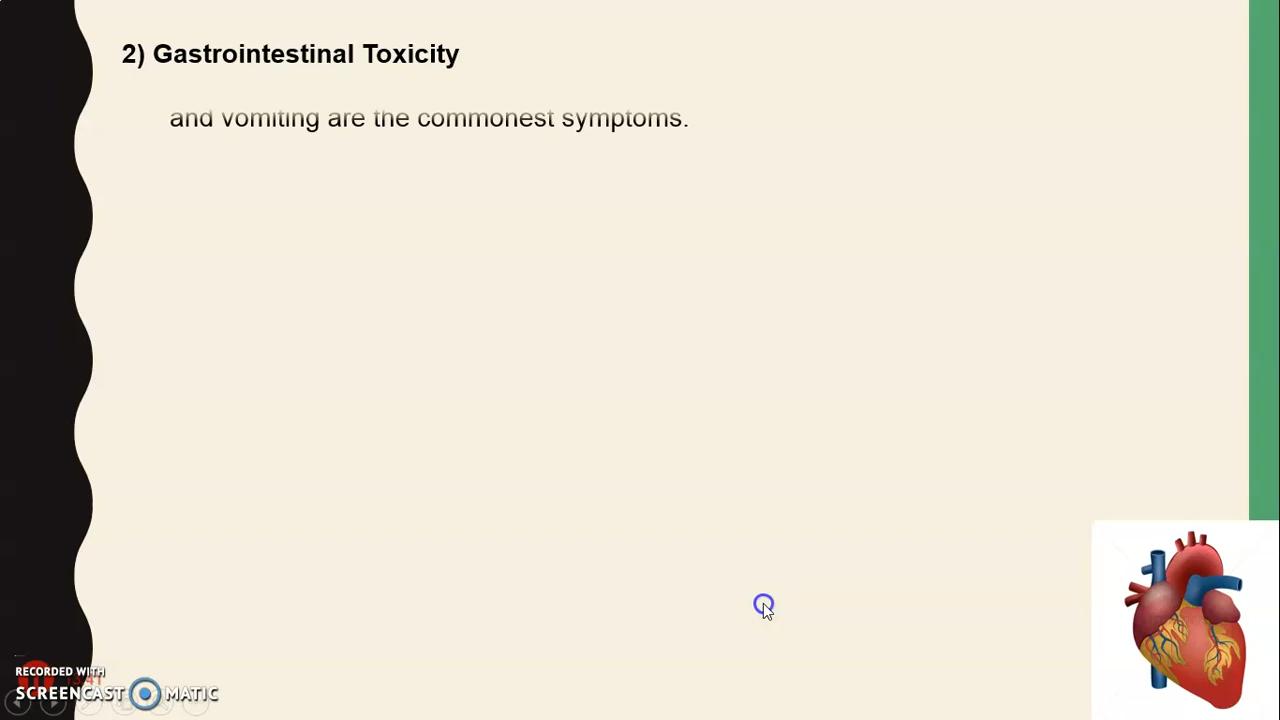 2) Gastrointestinal Toxicity
and vomiting are the commonest symptoms.
RECORDED WITH
SCREENCAST MATIC